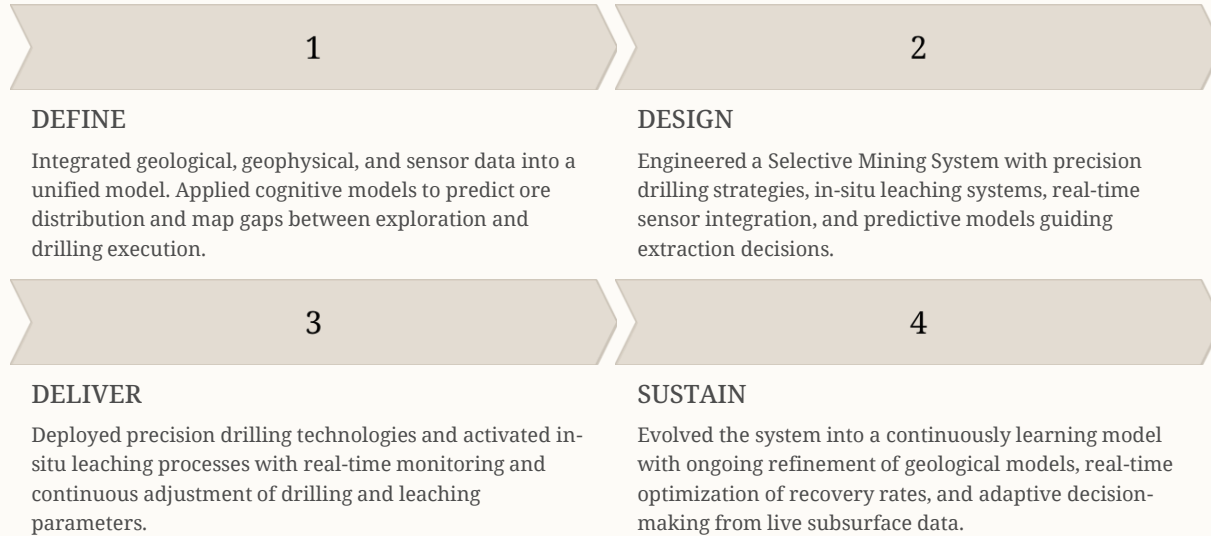 1
2
DEFINE
Integrated geological, geophysical, and sensor data into a
unified model. Applied cognitive models to predict ore
distribution and map gaps between exploration and
drilling execution.
DESIGN
Engineered a Selective Mining System with precision
drilling strategies, in-situ leaching systems, real-time
sensor integration, and predictive models guiding
extraction decisions.
3
4
DELIVER
Deployed precision drilling technologies and activated in-
situ leaching processes with real-time monitoring and
continuous adjustment of drilling and leaching
parameters.
SUSTAIN
Evolved the system into a continuously learning model
with ongoing refinement of geological models, real-time
optimization of recovery rates, and adaptive decision-
making from live subsurface data.